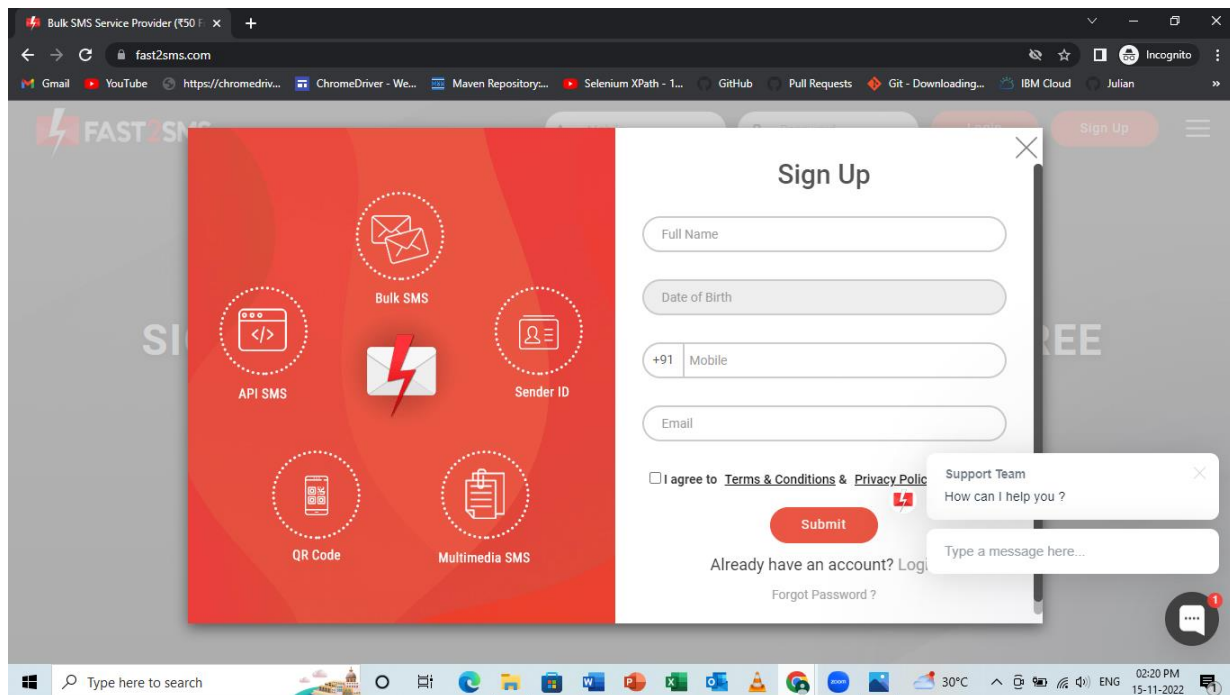 Bulk SMS Service Provider (₹50 F
fast2sms.com
Incognito
Gmail YouTube https://chromedriv... ChromeDriver - We... Maven Repository:... Selenium XPath - 1... GitHub Pull Requests Git - Downloading... IBM Cloud Julian »
FAST2SMS
Login
Sign Up
Sign Up
Full Name
Date of Birth
+91 Mobile
Email
I agree to Terms & Conditions & Privacy Polic
Submit
Already have an account? Logi
Forgot Password ?
Bulk SMS
API SMS
Sender ID
QR Code
Multimedia SMS
SI
REE
Support Team
How can I help you ?
Type a message here...
1
Type here to search
30°C
ENG
02:20 PM
15-11-2022